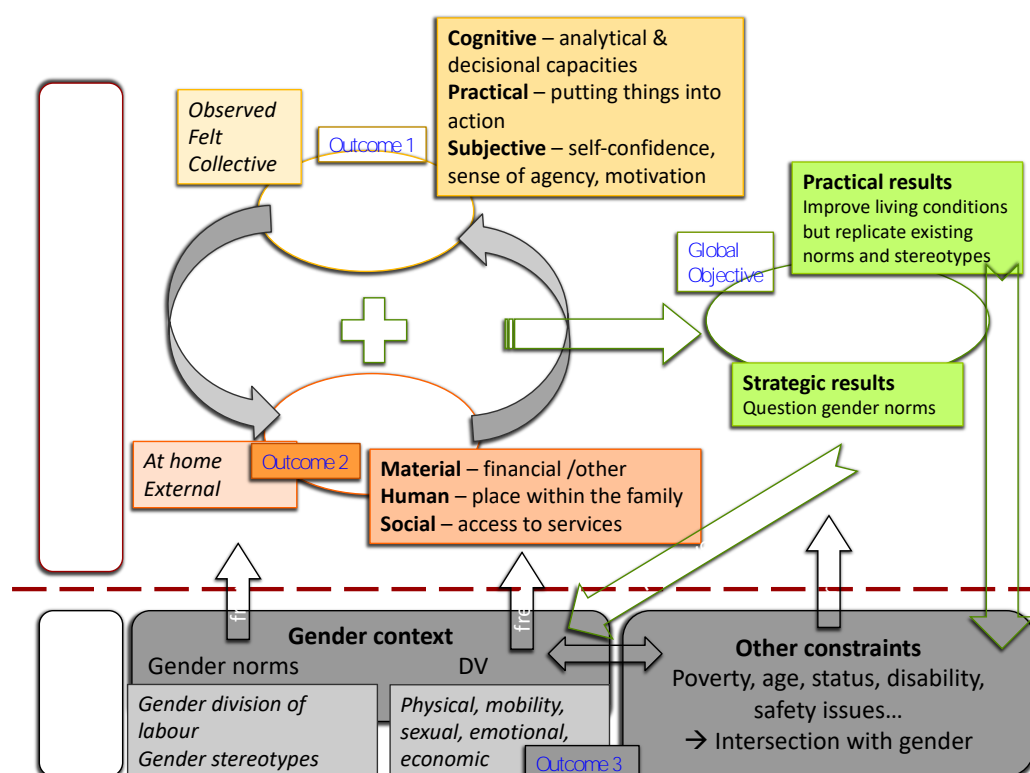 Cognitive – analytical &
decisional capacities
Practical – putting things into
action
Subjective – self-confidence,
sense of agency, motivation
Observed
Felt
Collective
Outcome 1
Practical results
Improve living conditions
but replicate existing
norms and stereotypes
Global
Objective
Strategic results
Question gender norms
At home
External
Outcome 2
Material – financial /other
Human – place within the family
Social – access to services
Gender context
Gender norms
DV
Gender division of
labour
Gender stereotypes
Physical, mobility,
sexual, emotional,
economic
Outcome 3
Other constraints
Poverty, age, status, disability,
safety issues…
→ Intersection with gender